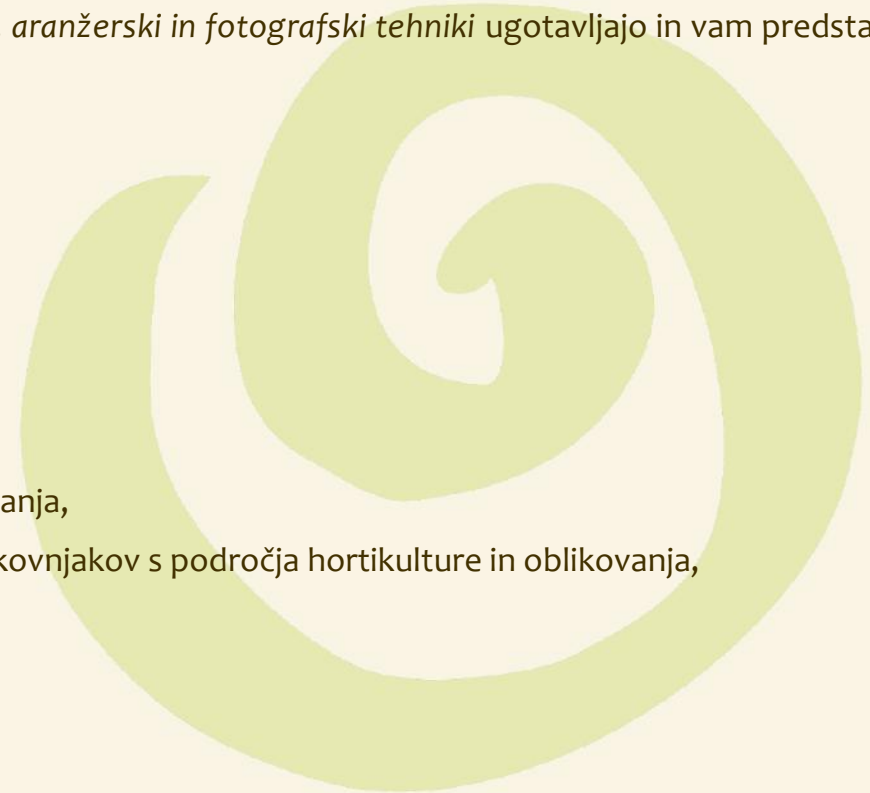 aranžerski in fotografski tehniki ugotavljajo in vam predsta
anja,
kovnjakov s področja hortikulture in oblikovanja,